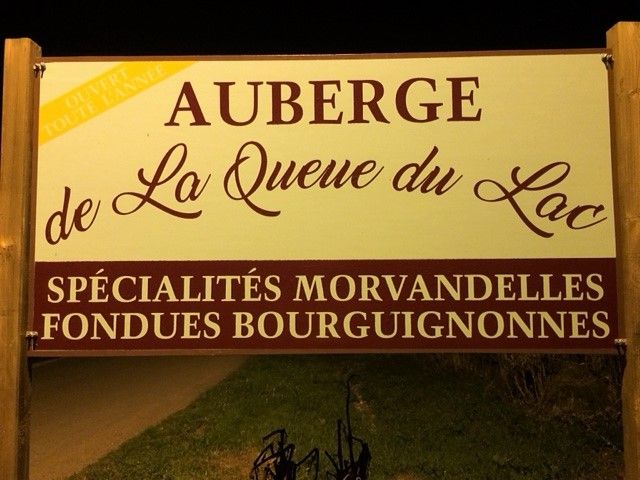 OUVERT
TOUTE L'ANNÉE
AUBERGE
de La Queue du Lac
SPÉCIALITÉS MORVANDELLES
FONDUES BOURGUIGNONNES